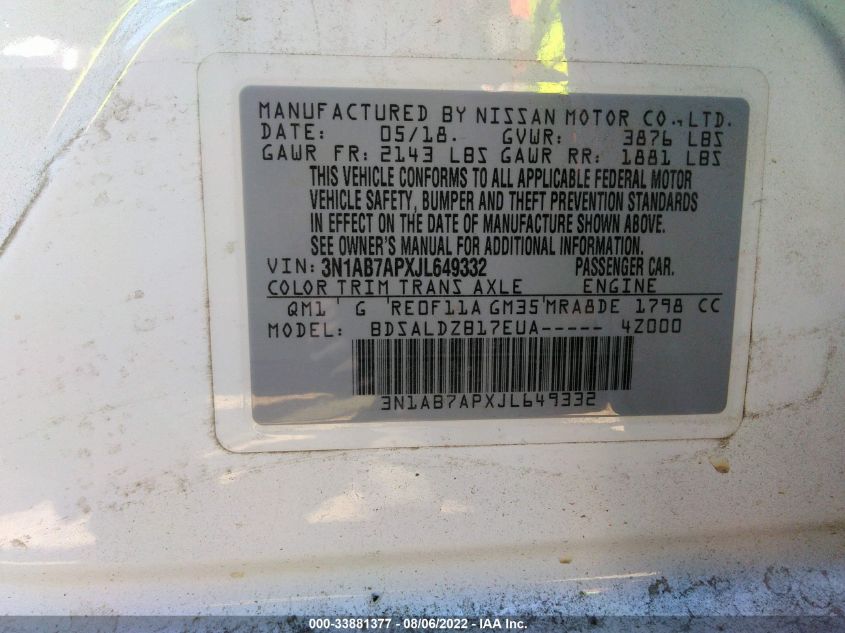 MANUFACTURED BY NISSAN MOTOR CO., LTD.
DATE: 05/18. GVWR: 3876 LBS
GAWR FR: 2143 LBS GAWR RR: 1881 LBS
THIS VEHICLE CONFORMS TO ALL APPLICABLE FEDERAL MOTOR
VEHICLE SAFETY, BUMPER AND THEFT PREVENTION STANDARDS
IN EFFECT ON THE DATE OF MANUFACTURE SHOWN ABOVE.
SEE OWNER'S MANUAL FOR ADDITIONAL INFORMATION.
VIN: 3N1AB7APXJL649332 PASSENGER CAR.
COLOR TRIM TRANS AXLE ENGINE
QM1 G RE0F11A GM35 MRA8DE 1798 CC
MODEL: BDSALDZB17EUA----- 4Z000
3N1AB7APXJL649332
000-33881377 - 08/06/2022 - IAA Inc.